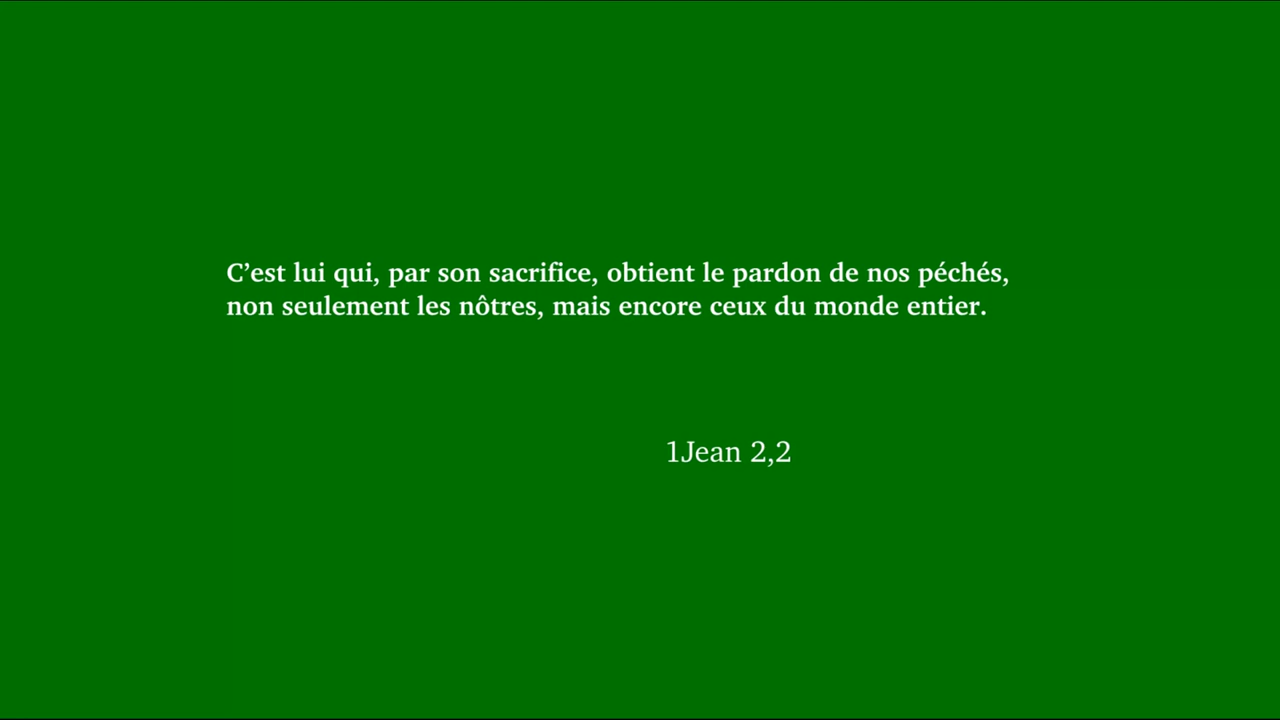 C’est lui qui, par son sacrifice, obtient le pardon de nos péchés,
non seulement les nôtres, mais encore ceux du monde entier.
1Jean 2,2